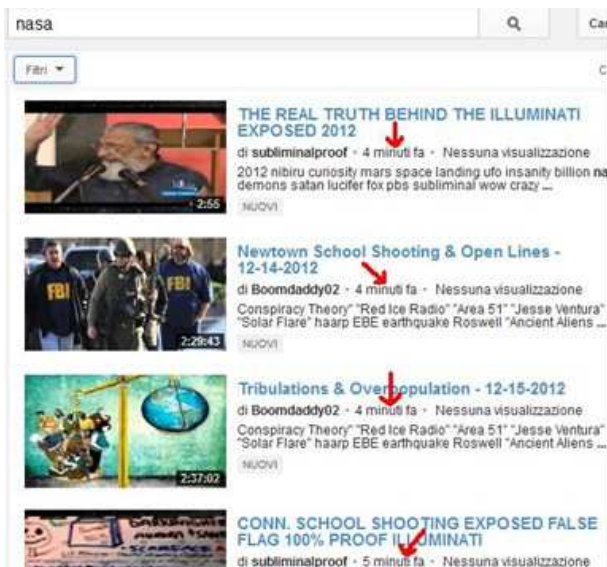 nasa
Filtri
THE REAL TRUTH BEHIND THE ILLUMINATI
EXPOSED 2012
di subliminalproof • 4 minuti fa • Nessuna visualizzazione
2012 nibiru curiosity mars space landing ufo insanity billion na
demons satan lucifer fox pbs subliminal wow crazy ...
2:55
NUOVI
Newtown School Shooting & Open Lines -
12-14-2012
di Boomdaddy02 • 4 minuti fa • Nessuna visualizzazione
Conspiracy Theory" "Red Ice Radio" "Area 51" "Jesse Ventura"
"Solar Flare" haarp EBE earthquake Roswell "Ancient Aliens ...
FBI
FBI
2:29:43
NUOVI
Tribulations & Overpopulation - 12-15-2012
di Boomdaddy02 • 4 minuti fa • Nessuna visualizzazione
Conspiracy Theory" "Red Ice Radio" "Area 51" "Jesse Ventura"
"Solar Flare" haarp EBE earthquake Roswell "Ancient Aliens ...
2:37:02
NUOVI
CONN. SCHOOL SHOOTING EXPOSED FALSE
FLAG 100% PROOF ILLUMINATI
di subliminalproof • 5 minuti fa • Nessuna visualizzazione